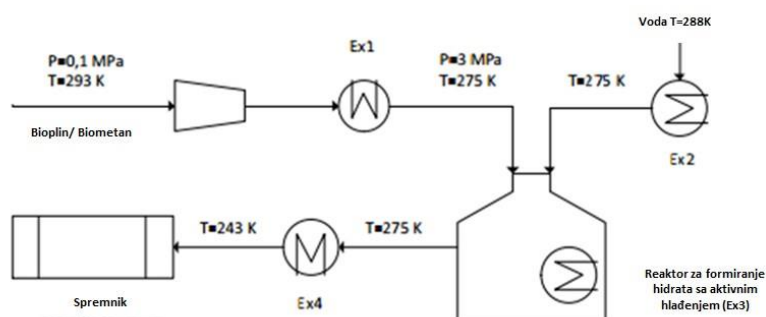 Voda T=288K
Ex1
P=0,1 MPa
T=293 K
P=3 MPa
T=275 K
T=275 K
Bioplin/ Biometan
Ex2
T=243 K
T=275 K
Spremnik
Ex4
Reaktor za formiranje
hidrata sa aktivnim
hlađenjem (Ex3)